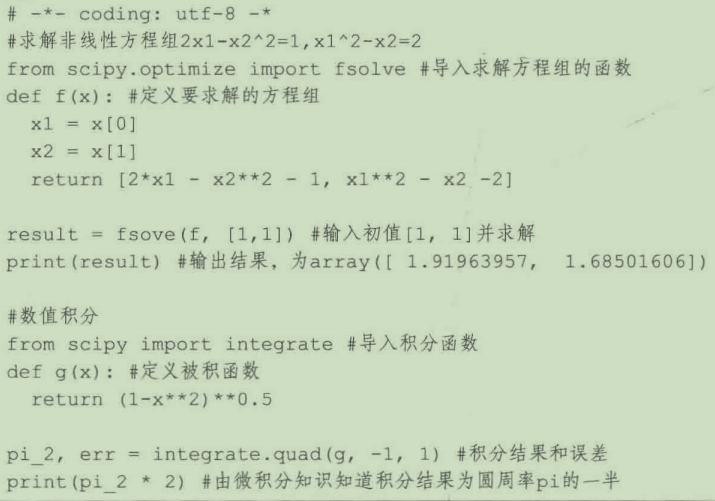 # -*- coding: utf-8 -*
#求解非线性方程组2x1-x2^2=1,x1^2-x2=2
from scipy.optimize import fsolve #导入求解方程组的函数
def f(x): #定义要求解的方程组
  x1 = x[0]
  x2 = x[1]
  return [2*x1 - x2**2 - 1, x1**2 - x2 -2]

result = fsove(f, [1,1]) #输入初值[1, 1]并求解
print(result) #输出结果，为array([ 1.91963957,  1.68501606])

#数值积分
from scipy import integrate #导入积分函数
def g(x): #定义被积函数
  return (1-x**2)**0.5

pi_2, err = integrate.quad(g, -1, 1) #积分结果和误差
print(pi_2 * 2) #由微积分知识知道积分结果为圆周率pi的一半